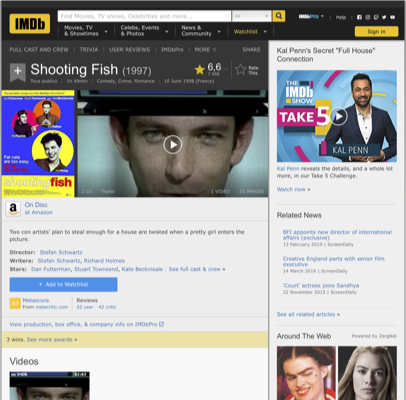 IMDb
Find Movies, TV shows, Celebrities and more...
All
IMDbPro
Help
Movies, TV
& Showtimes
Celebs, Events
& Photos
News &
Community
Watchlist
Sign in
FULL CAST AND CREW | TRIVIA | USER REVIEWS | IMDbPro | MORE
SHARE
Shooting Fish (1997)
6,6
Rate
This
Tous publics | 1h 49min | Comedy, Crime, Romance | 10 June 1998 (France)
Fat cats
are too easy
shooting fish
Trailer
1 VIDEO
On Disc
at Amazon
Two con artists' plan to steal enough for a house are twisted when a pretty girl enters the
picture.
Director: Stefan Schwartz
Writers: Stefan Schwartz, Richard Holmes
Stars: Dan Futterman, Stuart Townsend, Kate Beckinsale | See full cast & crew »
+ Add to Watchlist
Metascore
From metacritic.com
Reviews
52 user | 42 critic
View production, box office, & company info on IMDbPro
3 wins. See more awards »
Videos
Kal Penn's Secret "Full House"
Connection
THE
IMDb
SHOW
TAKE 5
KAL PENN
Kal Penn reveals the details, and a whole lot
more, in our Take 5 Challenge.
Watch now »
Related News
BFI appoints new director of international
affairs (exclusive)
13 February 2019 | ScreenDaily
Creative England parts with senior film
executive
14 March 2016 | ScreenDaily
'Court' actress joins Sandhya
22 November 2015 | ScreenDaily
See all related articles »
Around The Web
Powered by ZergNet